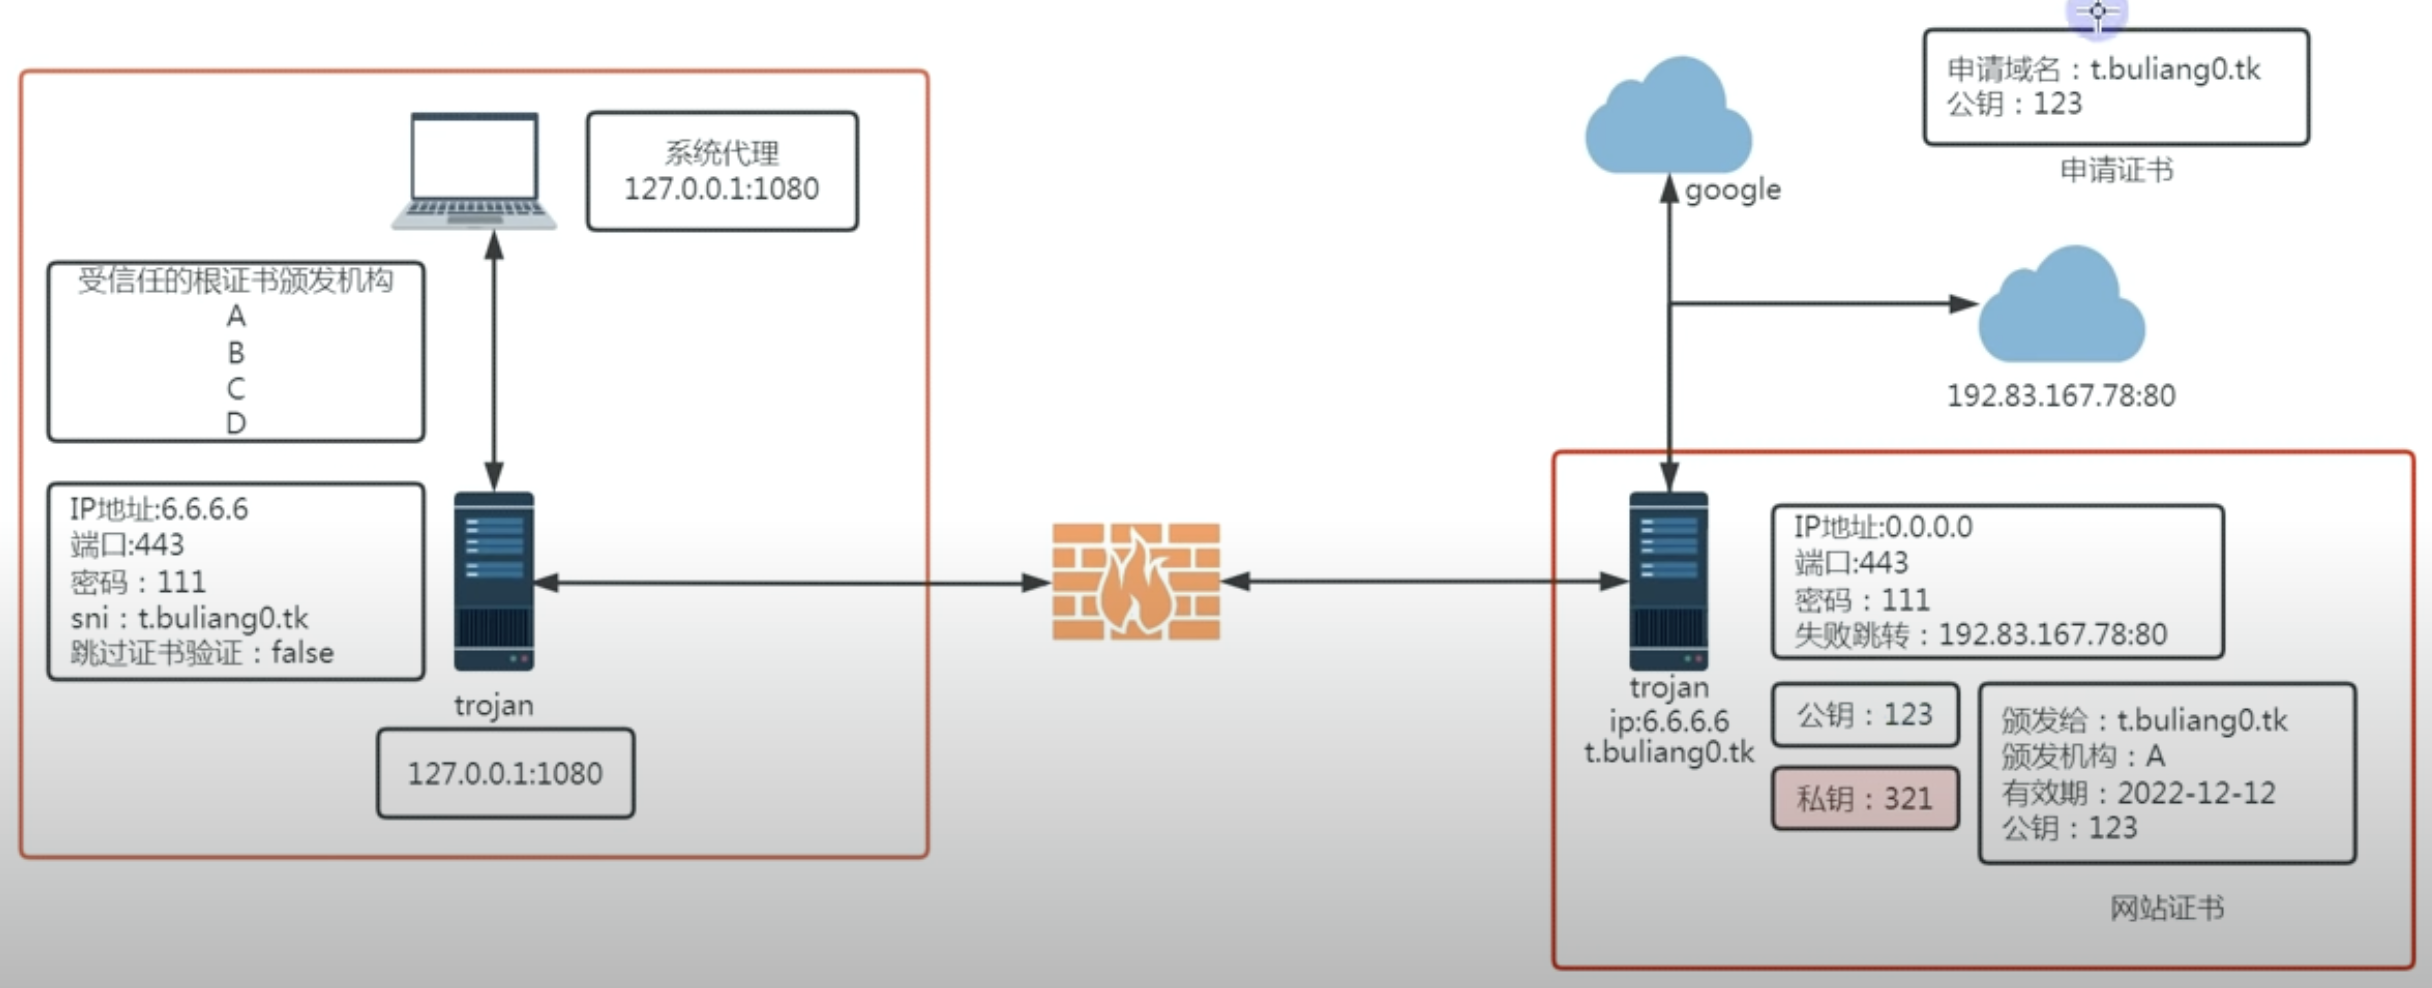 系统代理
127.0.0.1:1080
受信任的根证书颁发机构
A
B
C
D
IP地址:6.6.6.6
端口:443
密码：111
sni：t.buliang0.tk
跳过证书验证：false
trojan
127.0.0.1:1080
google
申请域名：t.buliang0.tk
公钥：123
申请证书
192.83.167.78:80
IP地址:0.0.0.0
端口:443
密码：111
失败跳转：192.83.167.78:80
trojan
ip:6.6.6.6
t.buliang0.tk
公钥：123
私钥：321
颁发给：t.buliang0.tk
颁发机构：A
有效期：2022-12-12
公钥：123
网站证书